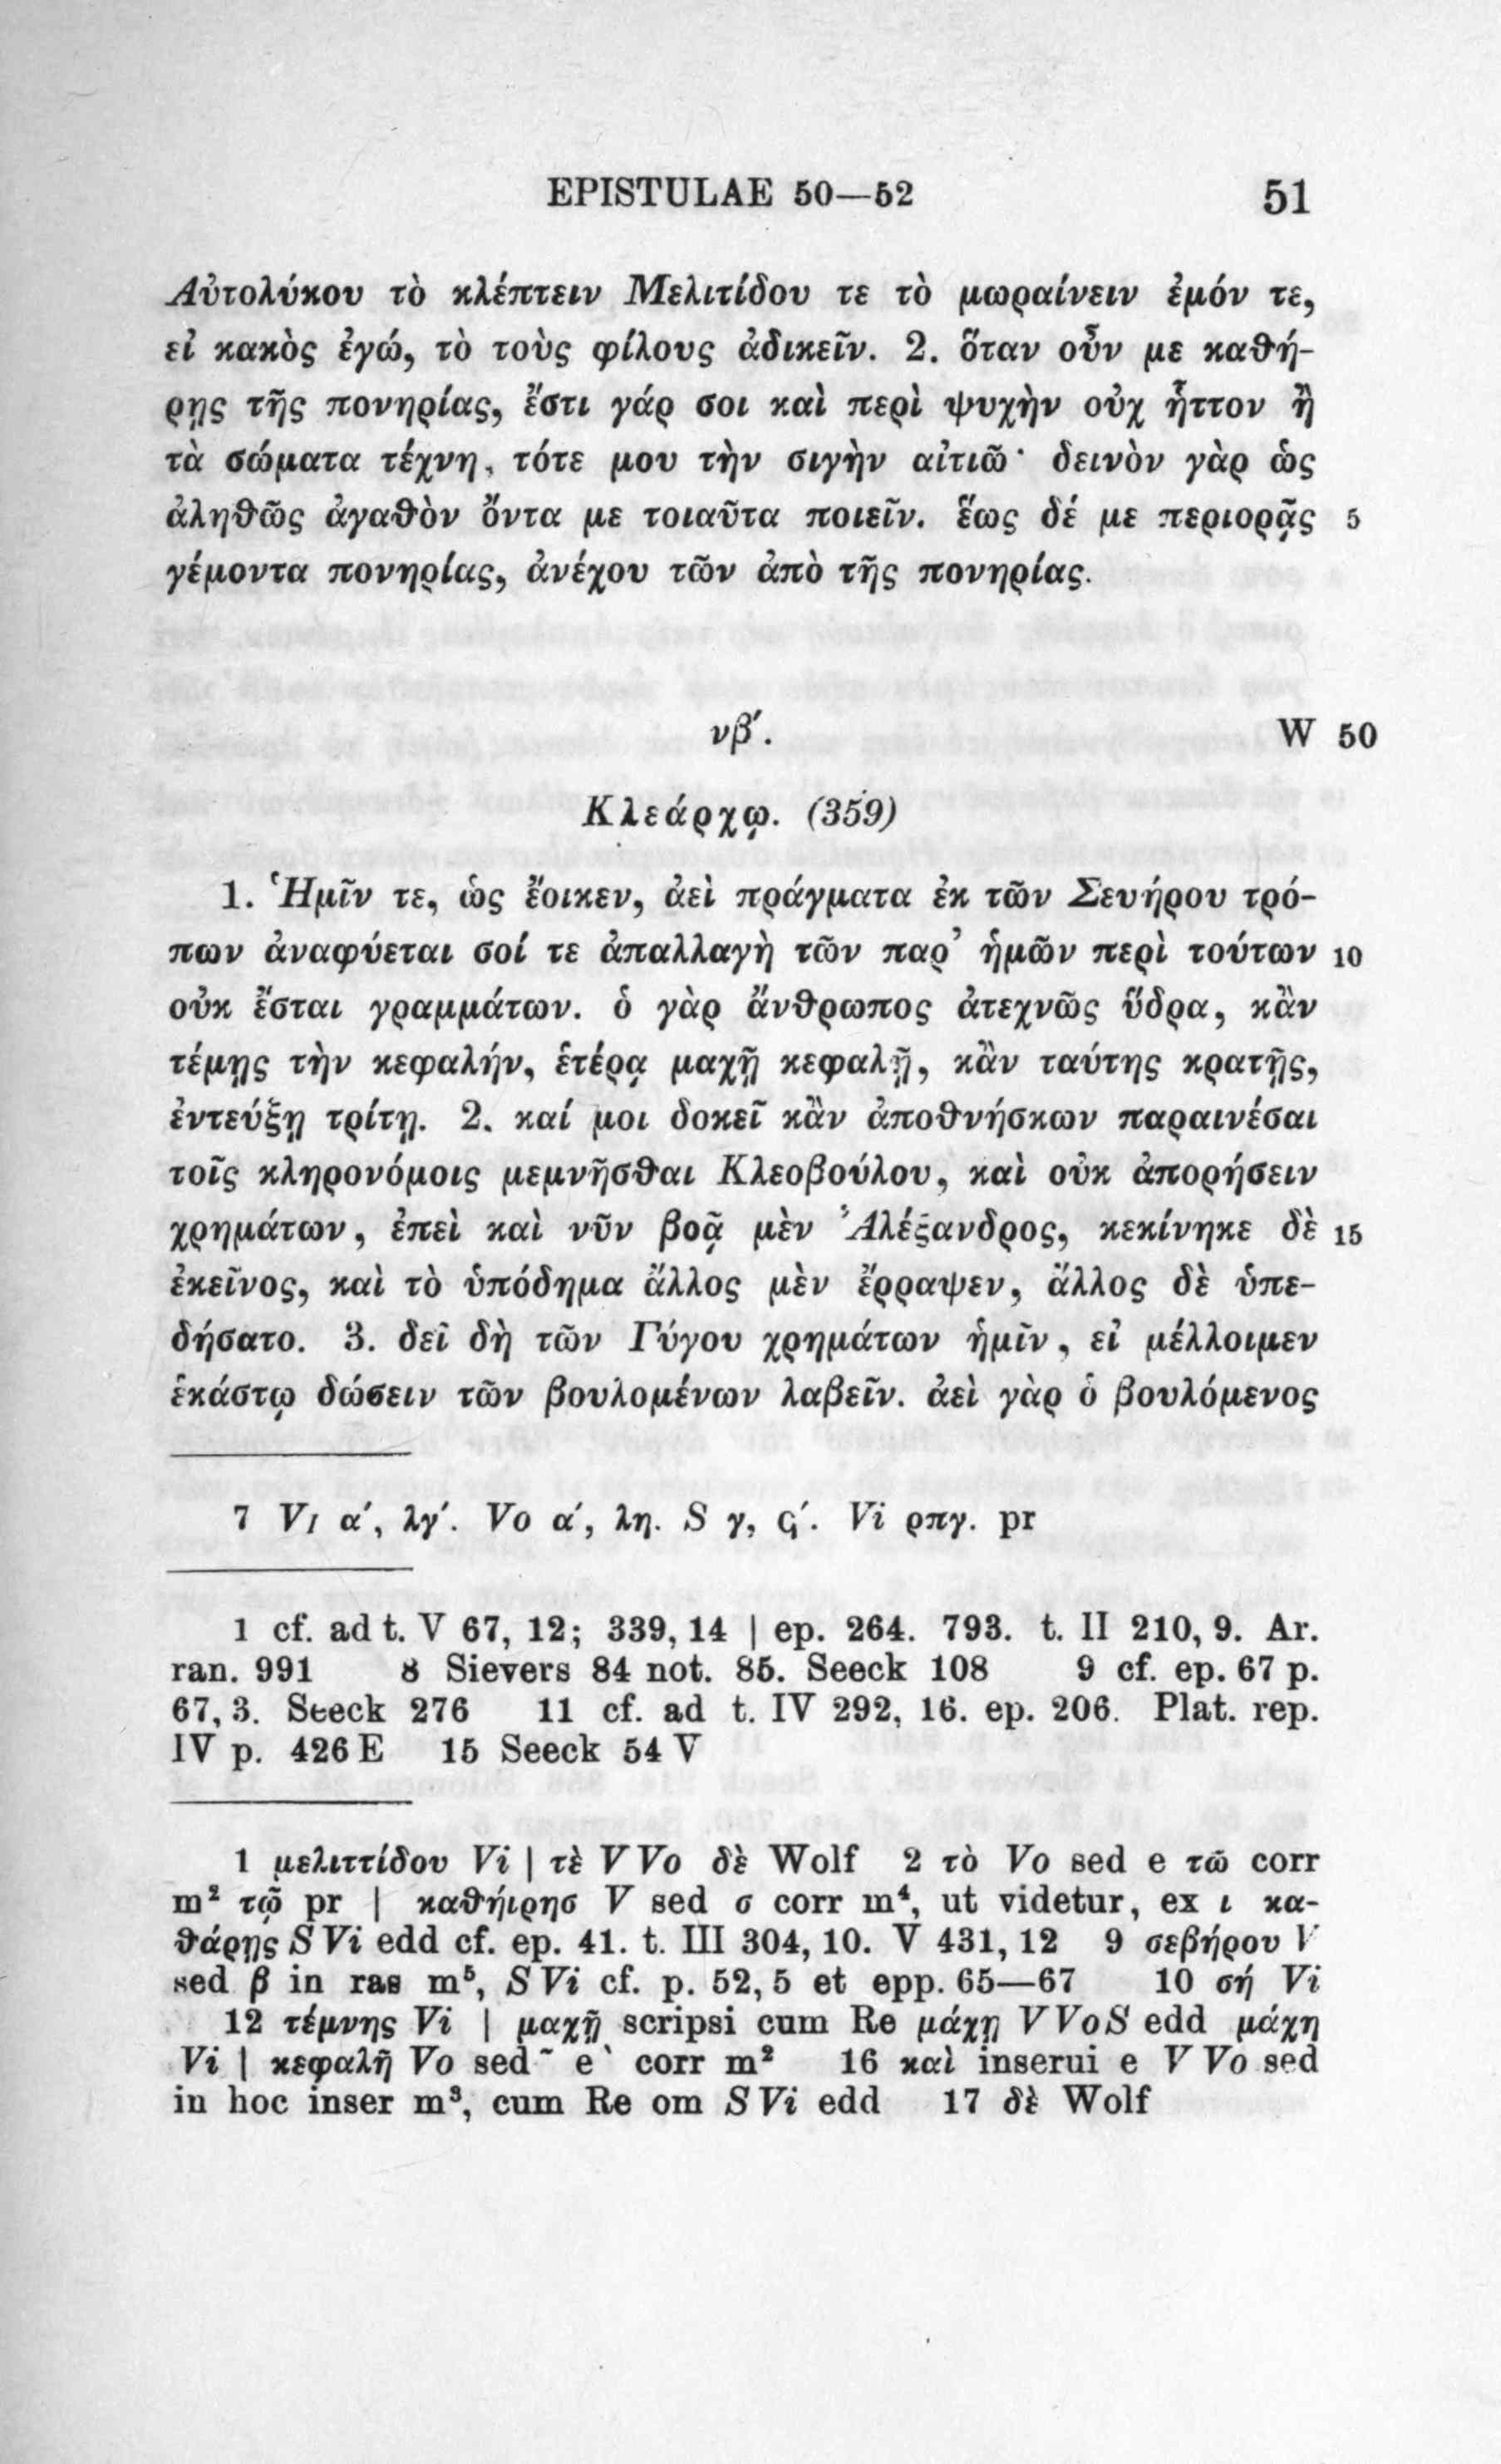 EPISTULAE 50—52 51
Αὐτολύκου τὸ κλέπτειν Μελιτίδου τε τὸ μωραίνειν ἐμόν τε,
εἰ κακὸς ἐγώ, τὸ τοὺς φίλους ἀδικεῖν. 2. ὅταν οὖν με καθή-
ρῃς τῆς πονηρίας, ἔστι γάρ σοι καὶ περὶ ψυχὴν οὐχ ἧττον ἢ
τὰ σώματα τέχνη, τότε μου τὴν σιγὴν αἰτιῶ· δεινὸν γὰρ ὡς
ἀληθῶς ἀγαθὸν ὄντα με τοιαῦτα ποιεῖν. ἕως δέ με περιορᾷς 5
γέμοντα πονηρίας, ἀνέχου τῶν ἀπὸ τῆς πονηρίας.
νβ′. W 50
Κλεάρχῳ. (359)
1. Ἡμῖν τε, ὡς ἔοικεν, ἀεὶ πράγματα ἐκ τῶν Σευήρου τρό-
πων ἀναφύεται σοί τε ἀπαλλαγὴ τῶν παρ’ ἡμῶν περὶ τούτων 10
οὐκ ἔσται γραμμάτων. ὁ γὰρ ἄνθρωπος ἀτεχνῶς ὕδρα, κἂν
τέμῃς τὴν κεφαλήν, ἑτέρᾳ μαχῇ κεφαλῇ, κἂν ταύτης κρατῇς,
ἐντεύξῃ τρίτῃ. 2. καί μοι δοκεῖ κἂν ἀποθνήσκων παραινέσαι
τοῖς κληρονόμοις μεμνῆσθαι Κλεοβούλου, καὶ οὐκ ἀπορήσειν
χρημάτων, ἐπεὶ καὶ νῦν βοᾷ μὲν Ἀλέξανδρος, κεκίνηκε δὲ 15
ἐκεῖνος, καὶ τὸ ὑπόδημα ἄλλος μὲν ἔρραψεν, ἄλλος δὲ ὑπε-
δήσατο. 3. δεῖ δὴ τῶν Γύγου χρημάτων ἡμῖν, εἰ μέλλοιμεν
ἑκάστῳ δώσειν τῶν βουλομένων λαβεῖν. ἀεὶ γὰρ ὁ βουλόμενος
7 Vı α′, λγ′. Vo α′, λη. S γ, ϛ′. Vi ρπγ. pr
1 cf. ad t. V 67, 12; 339, 14 | ep. 264. 793. t. II 210, 9. Ar.
ran. 991 8 Sievers 84 not. 85. Seeck 108 9 cf. ep. 67 p.
67, 3. Seeck 276 11 cf. ad t. IV 292, 16. ep. 206. Plat. rep.
IV p. 426 E 15 Seeck 54 V
1 μελιττίδου Vi | τὲ V Vo δὲ Wolf 2 τὸ Vo sed e τῶ corr
m² τῷ pr | καθήιρησ V sed σ corr m⁴, ut videtur, ex ι κα-
θάρῃς S Vi edd cf. ep. 41. t. III 304, 10. V 431, 12 9 σεβήρου V
sed β in ras m⁵, S Vi cf. p. 52, 5 et epp. 65—67 10 σή Vi
12 τέμνης Vi | μαχῇ scripsi cum Re μάχῃ V Vo S edd μάχη
Vi | κεφαλῆ Vo sed ῀ e ` corr m² 16 καὶ inserui e V Vo sed
in hoc inser m³, cum Re om S Vi edd 17 δὲ Wolf